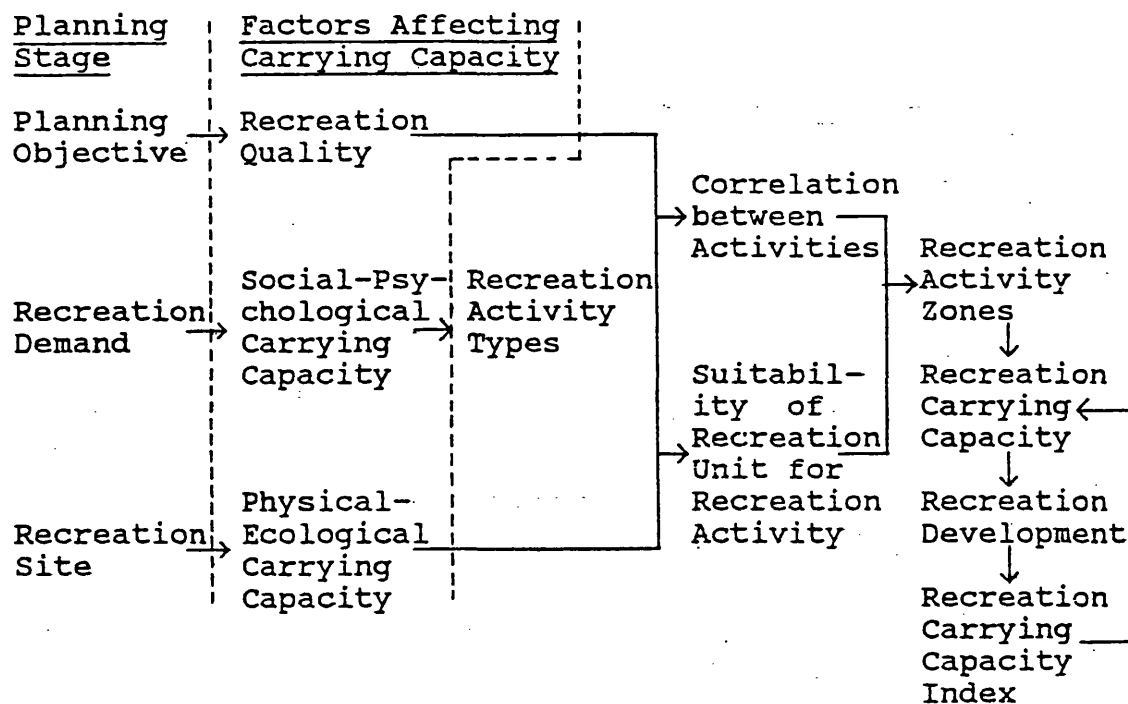 Planning
Stage
Factors Affecting
Carrying Capacity
Planning
Objective
Recreation
Quality
Correlation
between
Activities
Recreation
Activity
Zones
Recreation
Demand
Social-Psy-
chological
Carrying
Capacity
Recreation
Activity
Types
Suitabil-
ity of
Recreation
Unit for
Recreation
Activity
Recreation
Carrying
Capacity
Recreation
Site
Physical-
Ecological
Carrying
Capacity
Recreation
Development
Recreation
Carrying
Capacity
Index